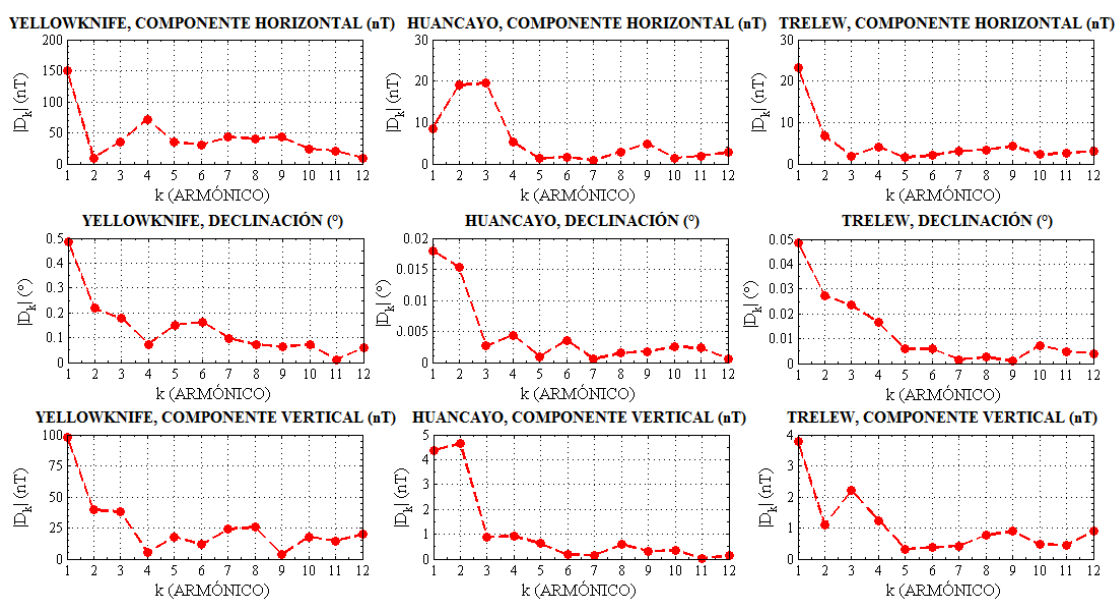 YELLOWKNIFE, COMPONENTE HORIZONTAL (nT)
200
150
100
50
0
|D_k| (nT)
1 2 3 4 5 6 7 8 9 10 11 12
k (ARMÓNICO)
HUANCAYO, COMPONENTE HORIZONTAL (nT)
30
20
10
0
|D_k| (nT)
1 2 3 4 5 6 7 8 9 10 11 12
k (ARMÓNICO)
TRELEW, COMPONENTE HORIZONTAL (nT)
30
20
10
0
|D_k| (nT)
1 2 3 4 5 6 7 8 9 10 11 12
k (ARMÓNICO)
YELLOWKNIFE, DECLINACIÓN (°)
0.5
0.4
0.3
0.2
0.1
0
|D_k| (°)
1 2 3 4 5 6 7 8 9 10 11 12
k (ARMÓNICO)
HUANCAYO, DECLINACIÓN (°)
0.02
0.015
0.01
0.005
0
|D_k| (°)
1 2 3 4 5 6 7 8 9 10 11 12
k (ARMÓNICO)
TRELEW, DECLINACIÓN (°)
0.05
0.04
0.03
0.02
0.01
0
|D_k| (°)
1 2 3 4 5 6 7 8 9 10 11 12
k (ARMÓNICO)
YELLOWKNIFE, COMPONENTE VERTICAL (nT)
100
75
50
25
0
|D_k| (nT)
1 2 3 4 5 6 7 8 9 10 11 12
k (ARMÓNICO)
HUANCAYO, COMPONENTE VERTICAL (nT)
5
4
3
2
1
0
|D_k| (nT)
1 2 3 4 5 6 7 8 9 10 11 12
k (ARMÓNICO)
TRELEW, COMPONENTE VERTICAL (nT)
4
3
2
1
0
|D_k| (nT)
1 2 3 4 5 6 7 8 9 10 11 12
k (ARMÓNICO)